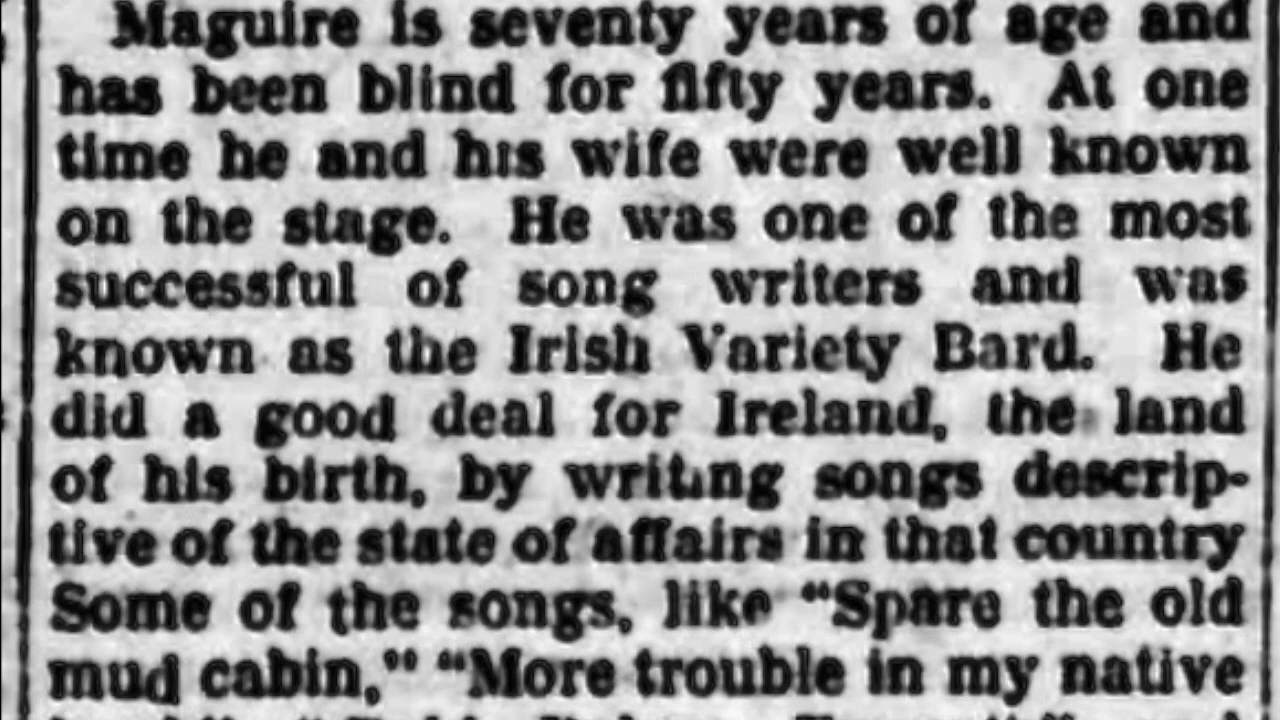 Maguire is seventy years of age and
has been blind for fifty years. At one
time he and his wife were well known
on the stage. He was one of the most
successful of song writers and was
known as the Irish Variety Bard. He
did a good deal for Ireland, the land
of his birth, by writing songs descrip-
tive of the state of affairs in that country
Some of the songs, like "Spare the old
mud cabin," "More trouble in my native